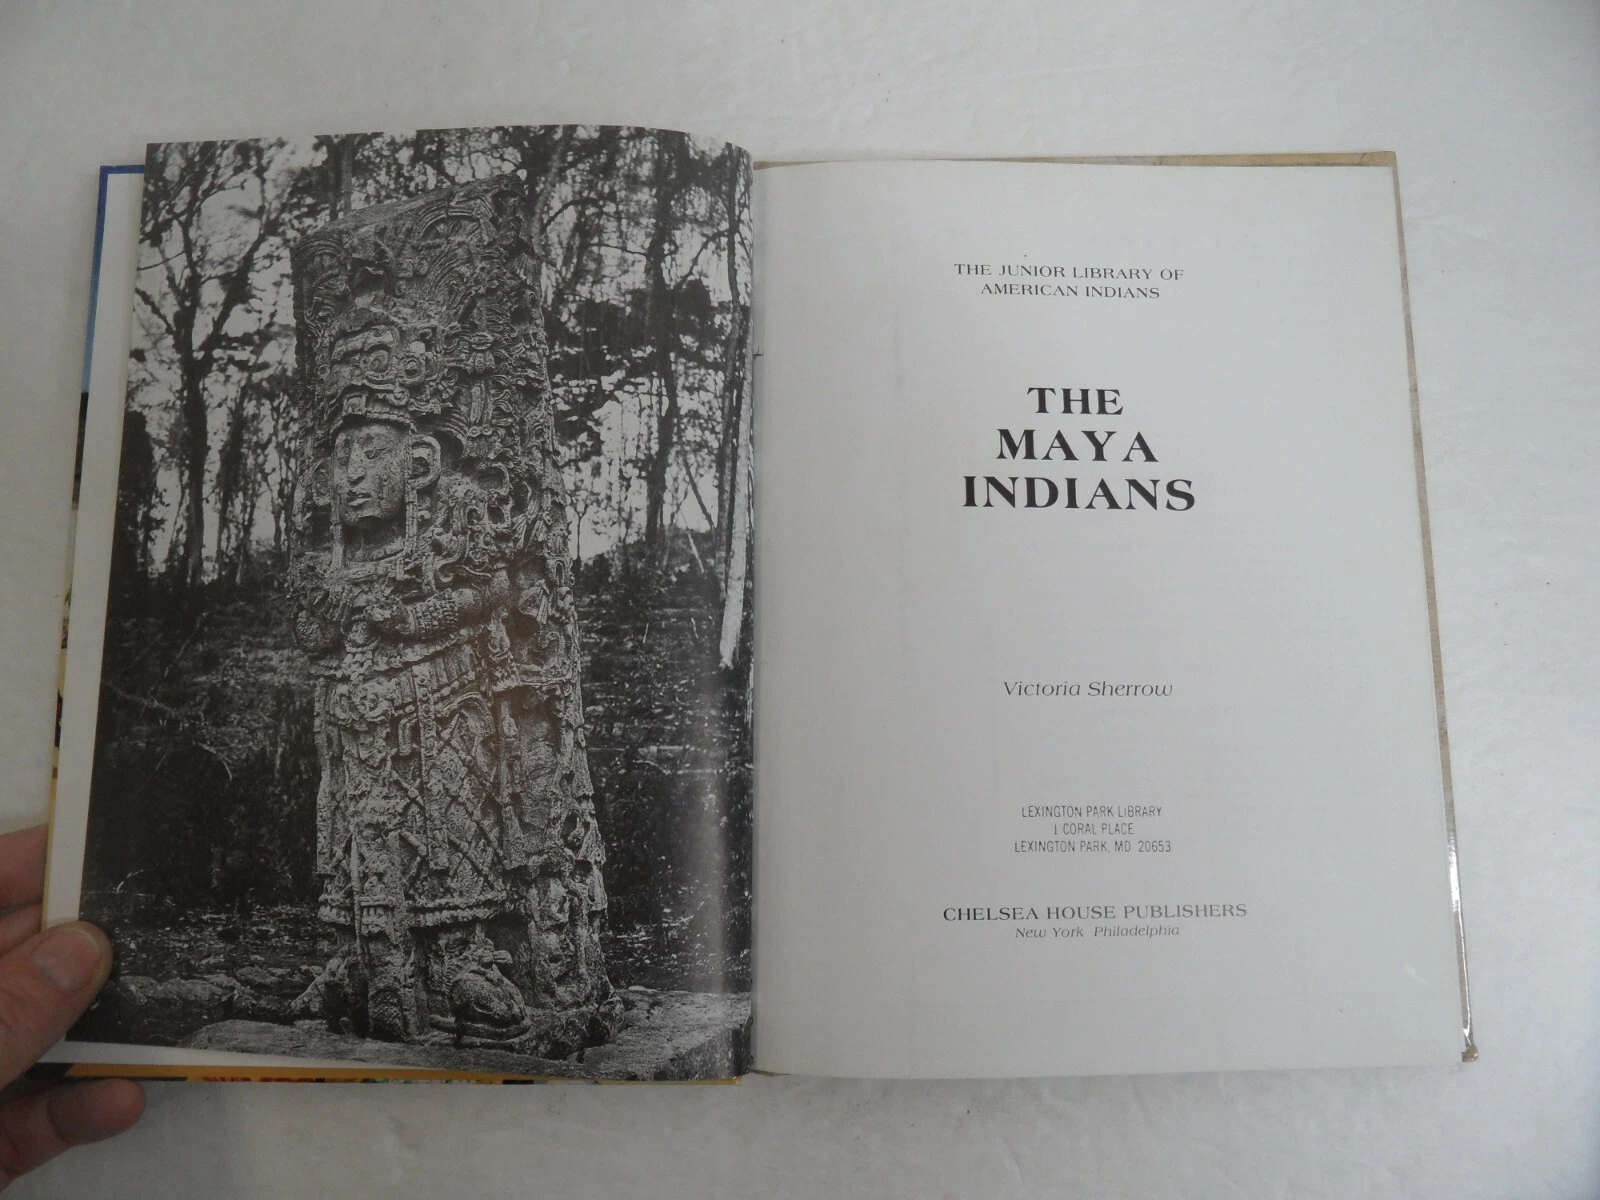 THE JUNIOR LIBRARY OF
AMERICAN INDIANS
THE
MAYA
INDIANS
Victoria Sherrow
LEXINGTON PARK LIBRARY
1 CORAL PLACE
LEXINGTON PARK, MD 20653
CHELSEA HOUSE PUBLISHERS
New York Philadelphia